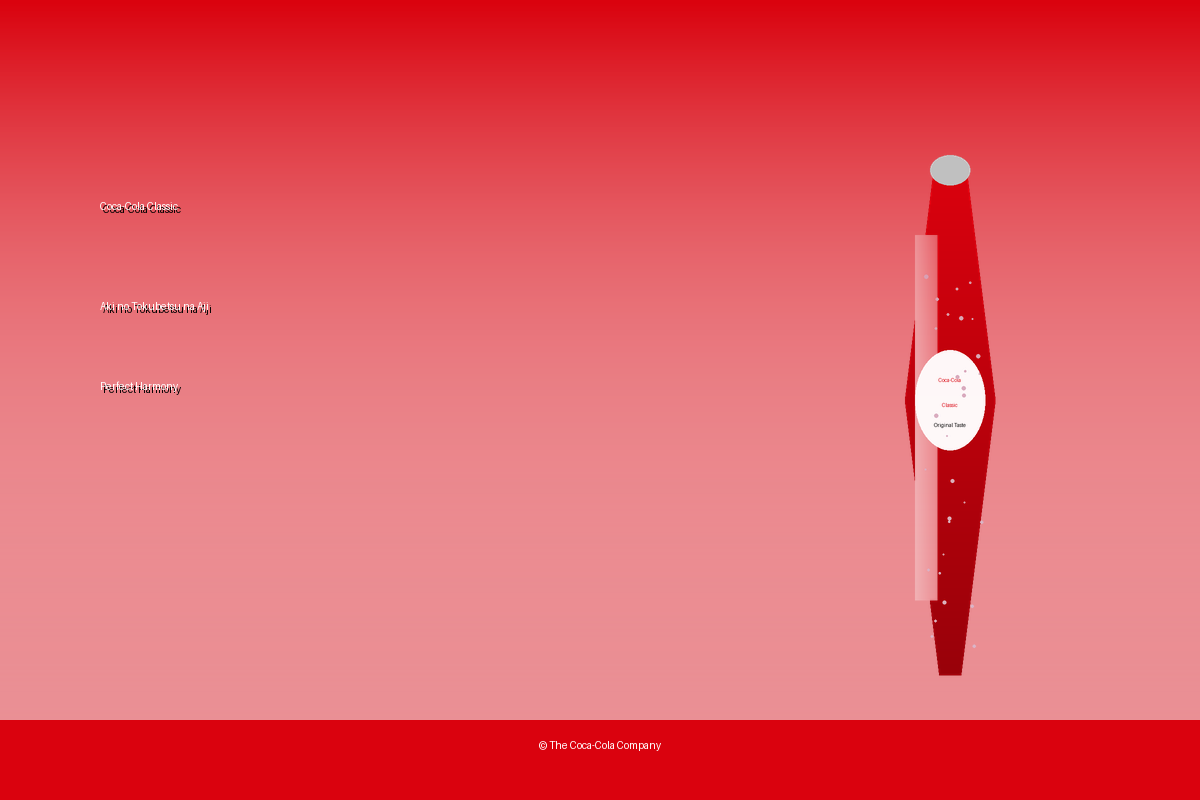 Coca-Cola Classic
Aki no Tokubetsu na Aji
Perfect Harmony
Coca-Cola
Classic
Original Taste
© The Coca-Cola Company